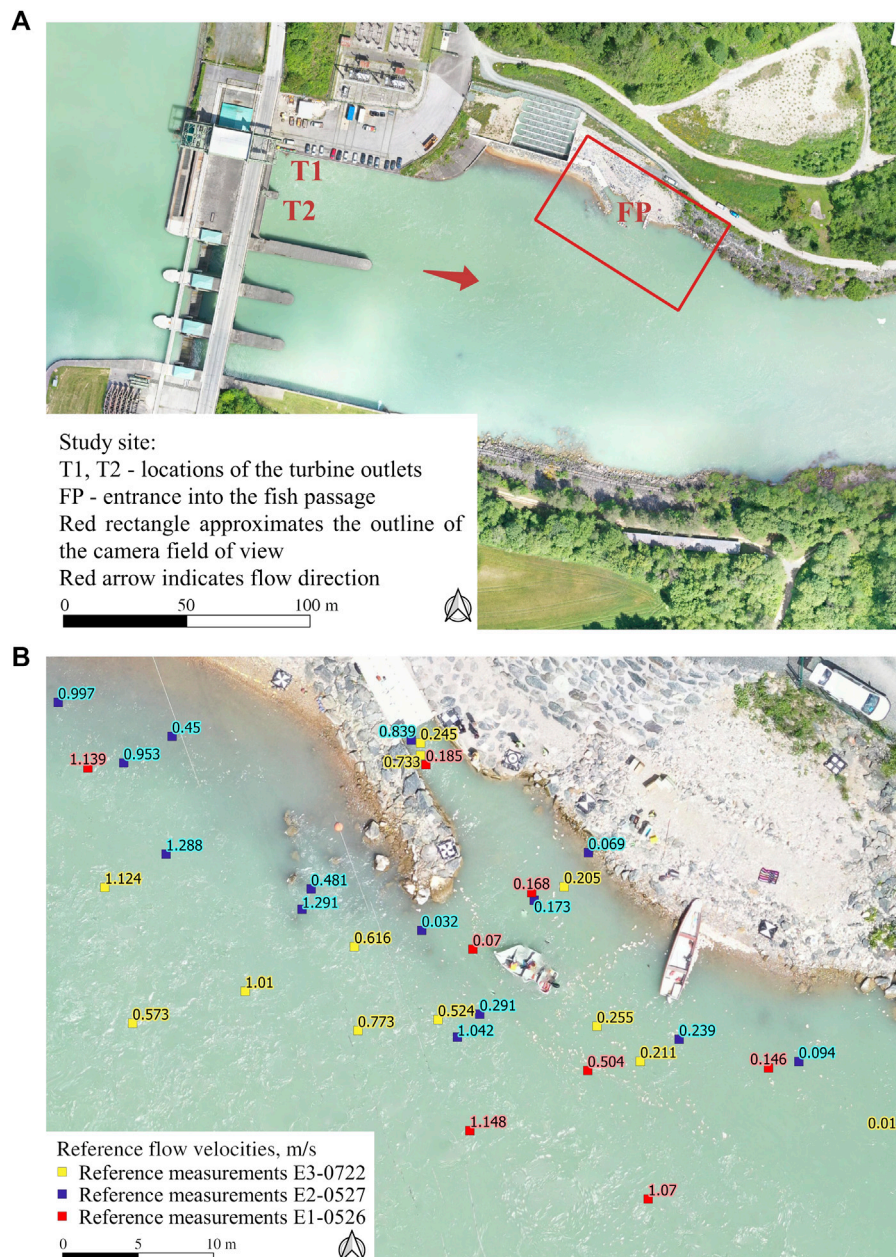 A
T1
T2
FP
Study site:
T1, T2 - locations of the turbine outlets
FP - entrance into the fish passage
Red rectangle approximates the outline of
the camera field of view
Red arrow indicates flow direction
0 50 100 m
B
0.997
0.45
0.839
0.245
1.139
0.953
0.733
0.185
1.288
0.069
1.124
0.481
0.168
0.205
1.291
0.173
0.032
0.616
0.07
1.01
0.573
0.773
0.524
0.291
0.255
1.042
0.239
0.504
0.211
0.146
0.094
1.148
0.01
1.07
Reference flow velocities, m/s
Reference measurements E3-0722
Reference measurements E2-0527
Reference measurements E1-0526
0 5 10 m